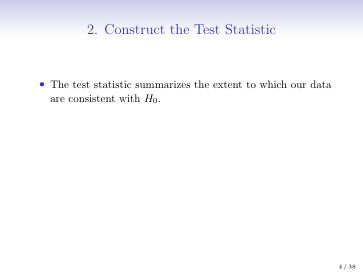 2. Construct the Test Statistic
• The test statistic summarizes the extent to which our data
are consistent with H₀.
4 / 38